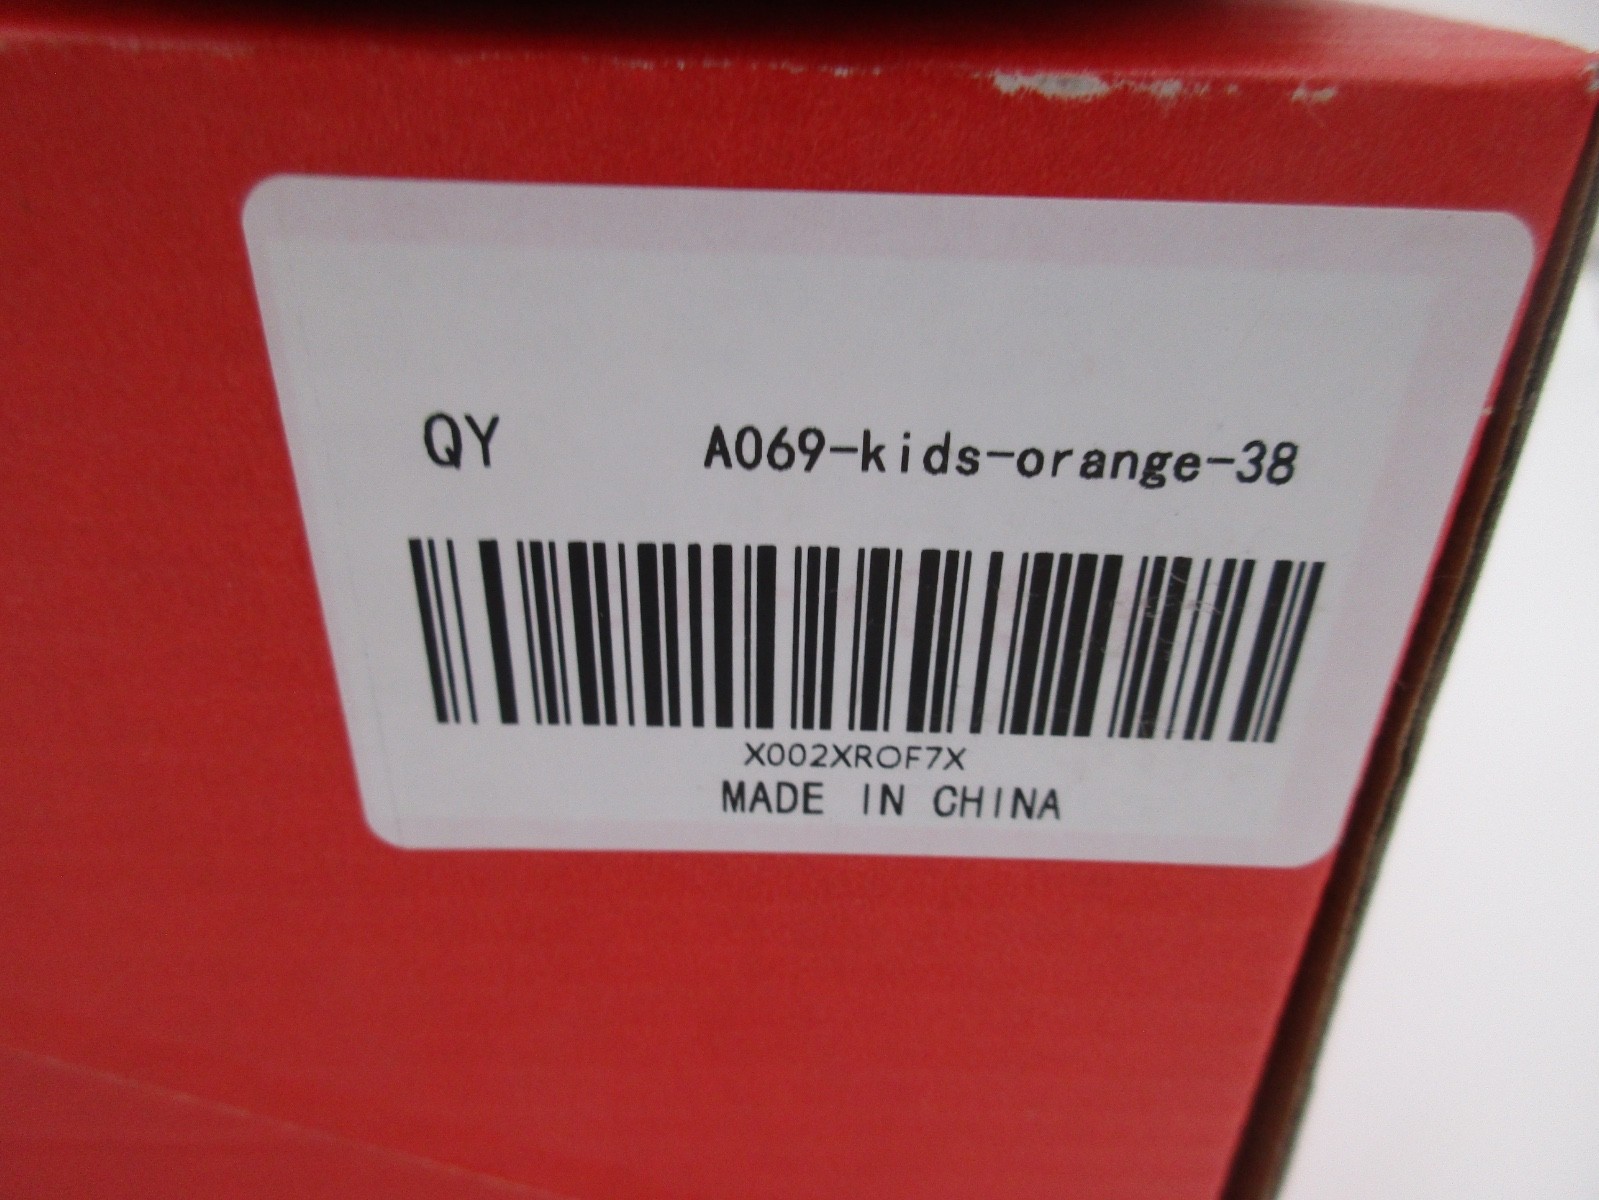 QY A069-kids-orange-38
X002XROF7X
MADE IN CHINA